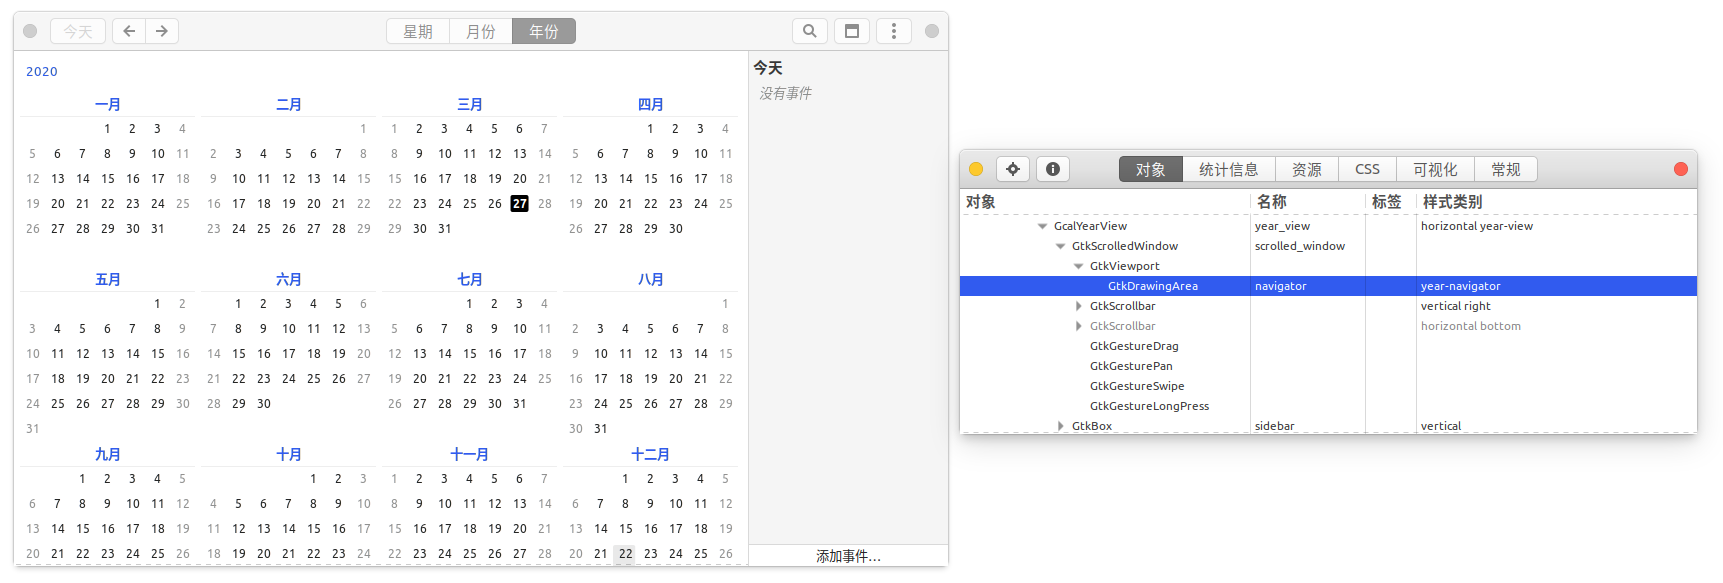 今天 星期 月份 年份
2020
一月 二月 三月 四月
1 2 3 4 1 1 2 3 4 5 6 7 1 2 3 4
5 6 7 8 9 10 11 2 3 4 5 6 7 8 8 9 10 11 12 13 14 5 6 7 8 9 10 11
12 13 14 15 16 17 18 9 10 11 12 13 14 15 15 16 17 18 19 20 21 12 13 14 15 16 17 18
19 20 21 22 23 24 25 16 17 18 19 20 21 22 22 23 24 25 26 27 28 19 20 21 22 23 24 25
26 27 28 29 30 31 23 24 25 26 27 28 29 29 30 31 26 27 28 29 30
五月 六月 七月 八月
1 2 1 2 3 4 5 6 1 2 3 4 1
3 4 5 6 7 8 9 7 8 9 10 11 12 13 5 6 7 8 9 10 11 2 3 4 5 6 7 8
10 11 12 13 14 15 16 14 15 16 17 18 19 20 12 13 14 15 16 17 18 9 10 11 12 13 14 15
17 18 19 20 21 22 23 21 22 23 24 25 26 27 19 20 21 22 23 24 25 16 17 18 19 20 21 22
24 25 26 27 28 29 30 28 29 30 26 27 28 29 30 31 23 24 25 26 27 28 29
31 30 31
九月 十月 十一月 十二月
1 2 3 4 5 1 2 3 1 2 3 4 5 6 7 1 2 3 4 5
6 7 8 9 10 11 12 4 5 6 7 8 9 10 8 9 10 11 12 13 14 6 7 8 9 10 11 12
13 14 15 16 17 18 19 11 12 13 14 15 16 17 15 16 17 18 19 20 21 13 14 15 16 17 18 19
20 21 22 23 24 25 26 18 19 20 21 22 23 24 22 23 24 25 26 27 28 20 21 22 23 24 25 26
今天
没有事件
添加事件…
对象 统计信息 资源 CSS 可视化 常规
对象 名称 标签 样式类别
GcalYearView year_view horizontal year-view
GtkScrolledWindow scrolled_window
GtkViewport
GtkDrawingArea navigator year-navigator
GtkScrollbar vertical right
GtkScrollbar horizontal bottom
GtkGestureDrag
GtkGesturePan
GtkGestureSwipe
GtkGestureLongPress
GtkBox sidebar vertical